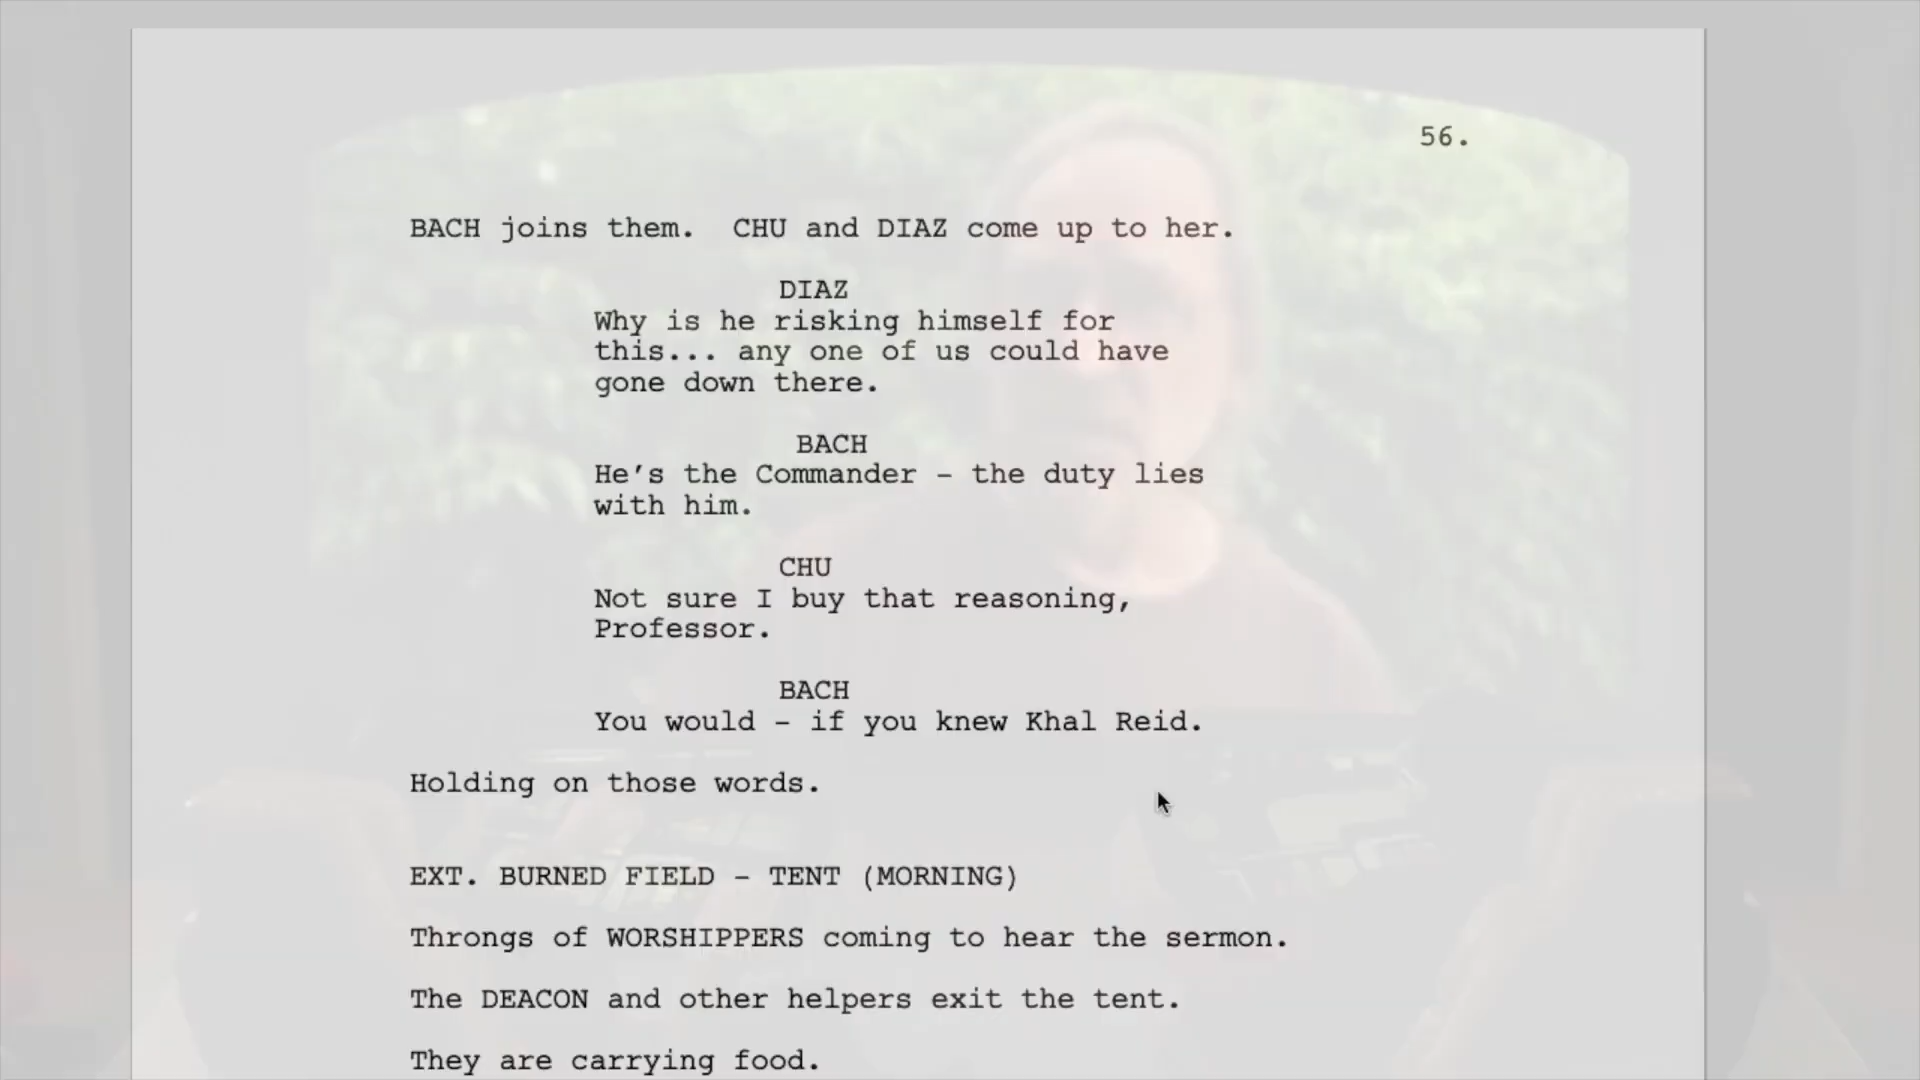 56.
BACH joins them.  CHU and DIAZ come up to her.
DIAZ
Why is he risking himself for
this... any one of us could have
gone down there.
BACH
He’s the Commander – the duty lies
with him.
CHU
Not sure I buy that reasoning,
Professor.
BACH
You would – if you knew Khal Reid.
Holding on those words.
EXT. BURNED FIELD – TENT (MORNING)
Throngs of WORSHIPPERS coming to hear the sermon.
The DEACON and other helpers exit the tent.
They are carrying food.